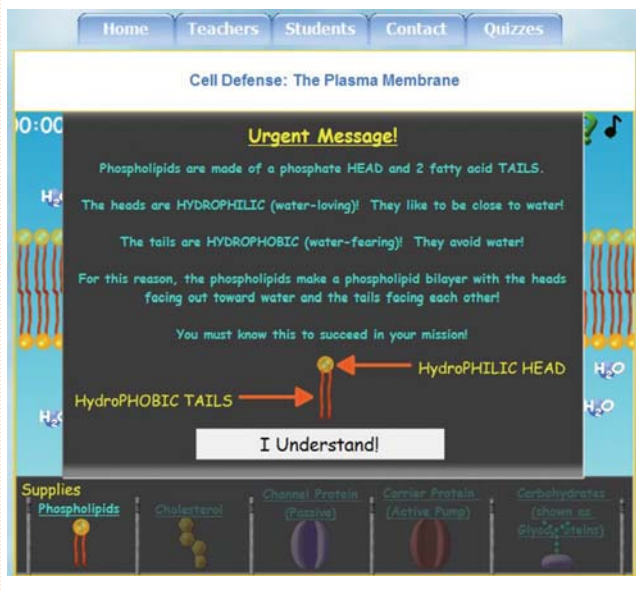 Home Teachers Students Contact Quizzes
Cell Defense: The Plasma Membrane
0:00
Urgent Message!
Phospholipids are made of a phosphate HEAD and 2 fatty acid TAILS.
The heads are HYDROPHILIC (water-loving)! They like to be close to water!
The tails are HYDROPHOBIC (water-fearing)! They avoid water!
For this reason, the phospholipids make a phospholipid bilayer with the heads
facing out toward water and the tails facing each other!
You must know this to succeed in your mission!
HydroPHILIC HEAD
HydroPHOBIC TAILS
I Understand!
H₂O
H₂O
Supplies
Phospholipids
Cholesterol
Channel Protein
(Passive)
Carrier Protein
(Active Pump)
Carbohydrates
(shown as
Glycoproteins)